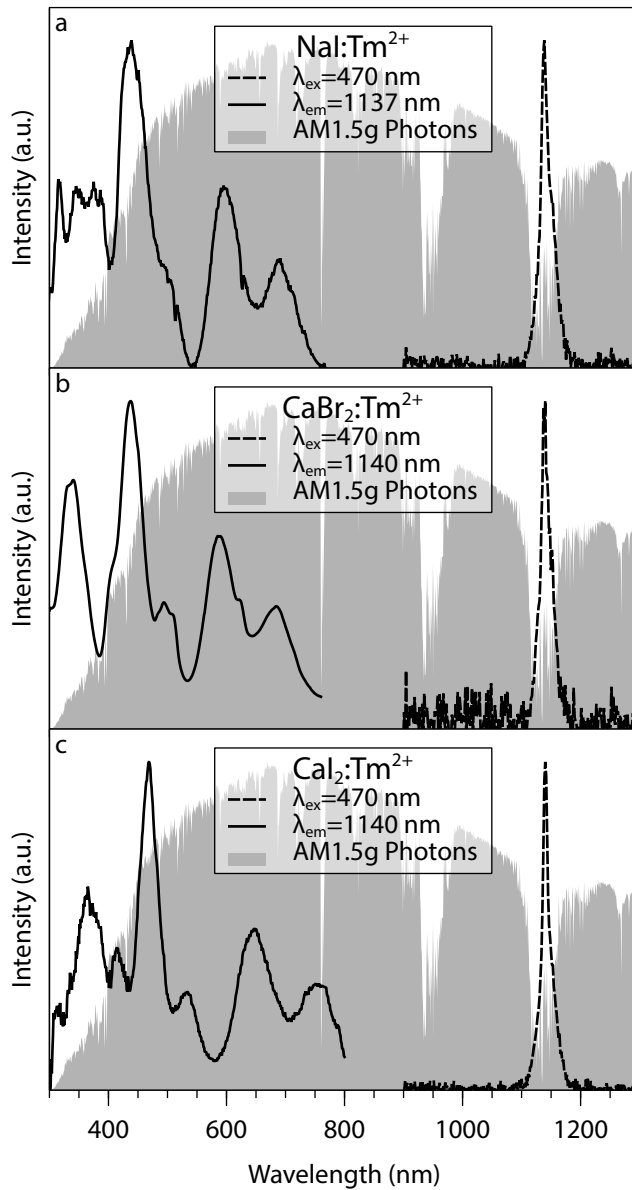 a
NaI:Tm²⁺
λex=470 nm
λem=1137 nm
AM1.5g Photons
Intensity (a.u.)
b
CaBr₂:Tm²⁺
λex=470 nm
λem=1140 nm
AM1.5g Photons
Intensity (a.u.)
c
CaI₂:Tm²⁺
λex=470 nm
λem=1140 nm
AM1.5g Photons
Intensity (a.u.)
400 600 800 1000 1200
Wavelength (nm)